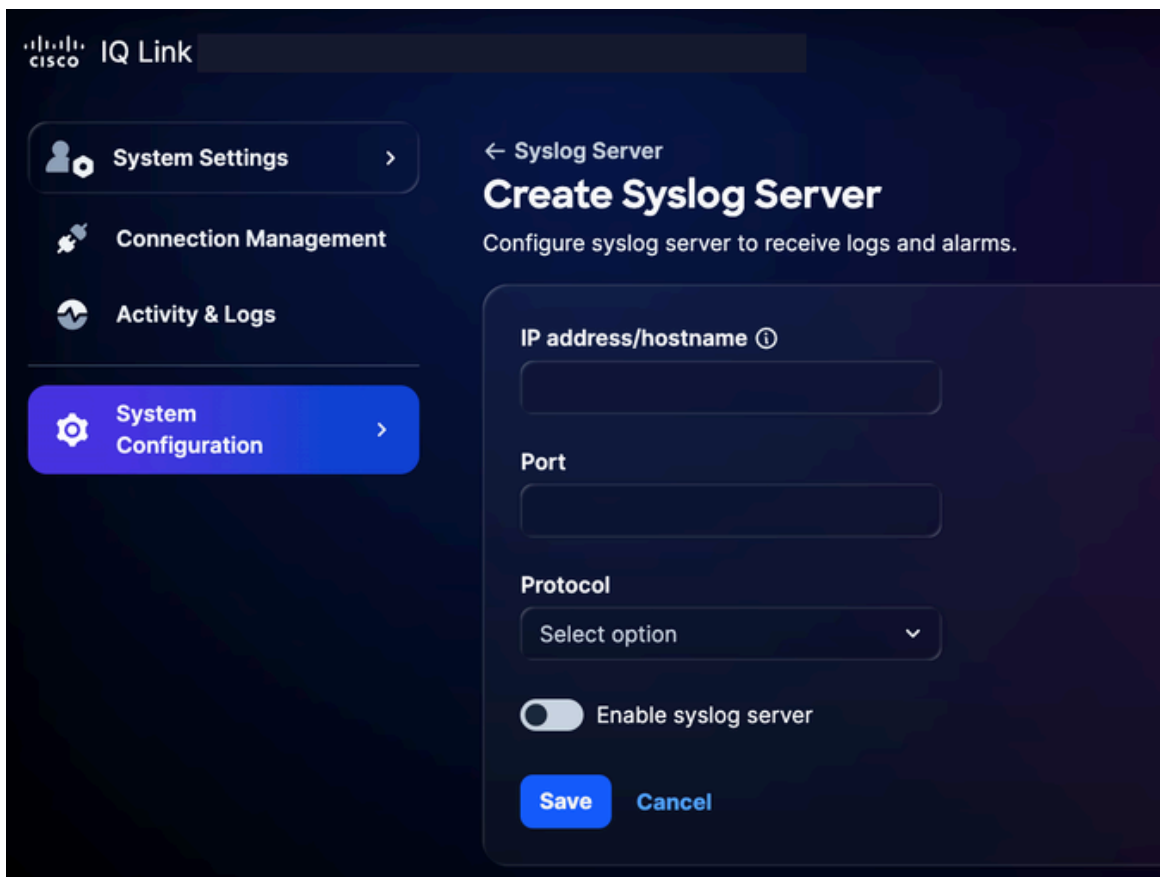 cisco IQ Link
System Settings
Connection Management
Activity & Logs
System
Configuration
← Syslog Server
Create Syslog Server
Configure syslog server to receive logs and alarms.
IP address/hostname
Port
Protocol
Select option
Enable syslog server
Save Cancel